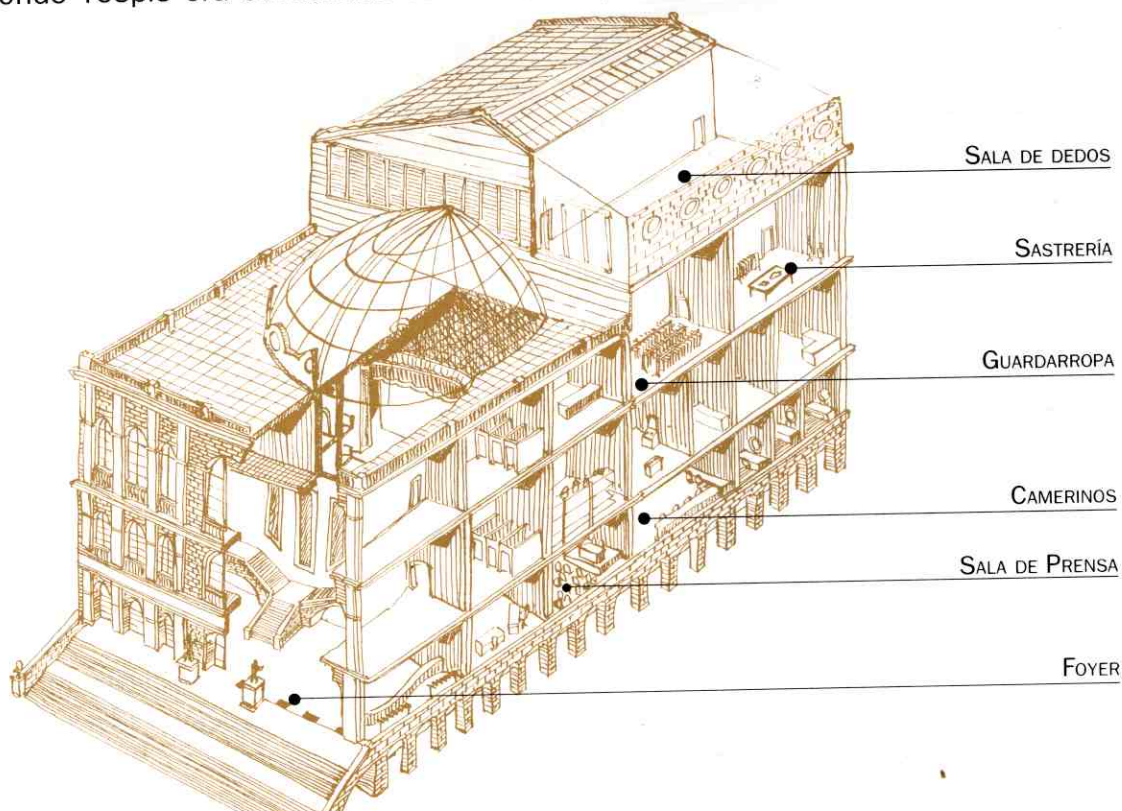 SALA DE DEDOS
SASTRERÍA
GUARDARROPA
CAMERINOS
SALA DE PRENSA
FOYER